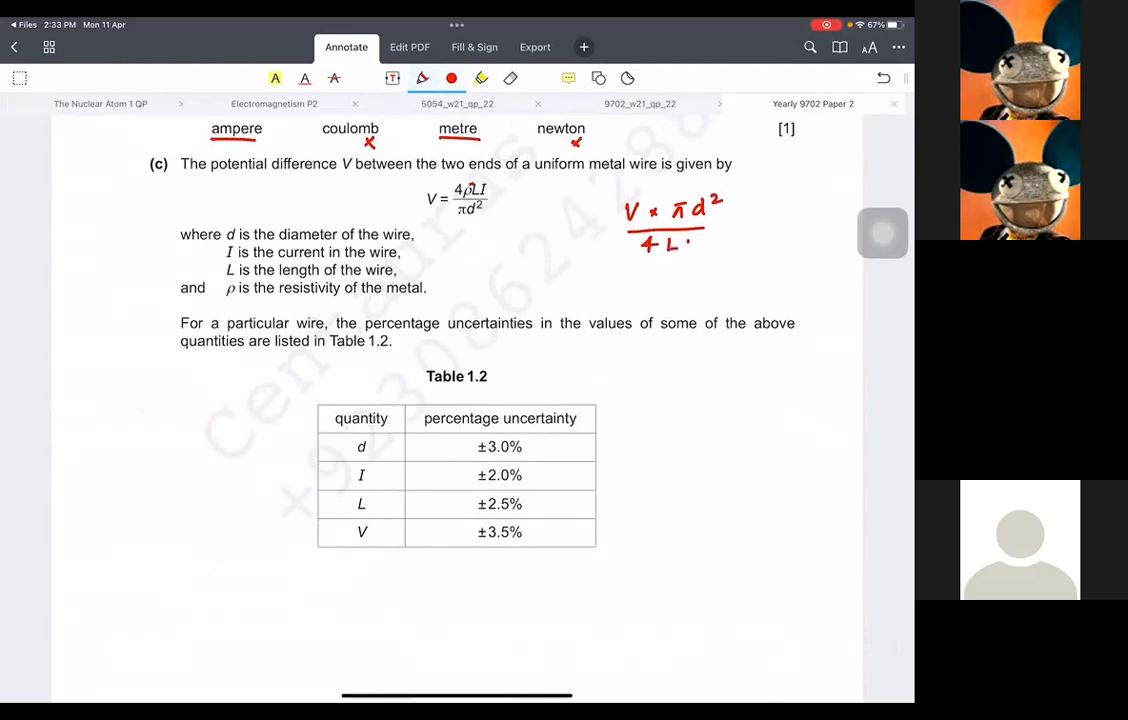 Files 2:33 PM Mon 11 Apr 67%
Annotate Edit PDF Fill & Sign Export
The Nuclear Atom 1 QP Electromagnetism P2 5054_w21_qp_22 9702_w21_qp_22 Yearly 9702 Paper 2
ampere coulomb metre newton [1]
(c) The potential difference V between the two ends of a uniform metal wire is given by
V = 4ρLI / πd²
V × πd² / 4 L
where d is the diameter of the wire,
I is the current in the wire,
L is the length of the wire,
and ρ is the resistivity of the metal.
For a particular wire, the percentage uncertainties in the values of some of the above
quantities are listed in Table 1.2.
Table 1.2
quantity percentage uncertainty
d ±3.0%
I ±2.0%
L ±2.5%
V ±3.5%
Centauras
+92308624288